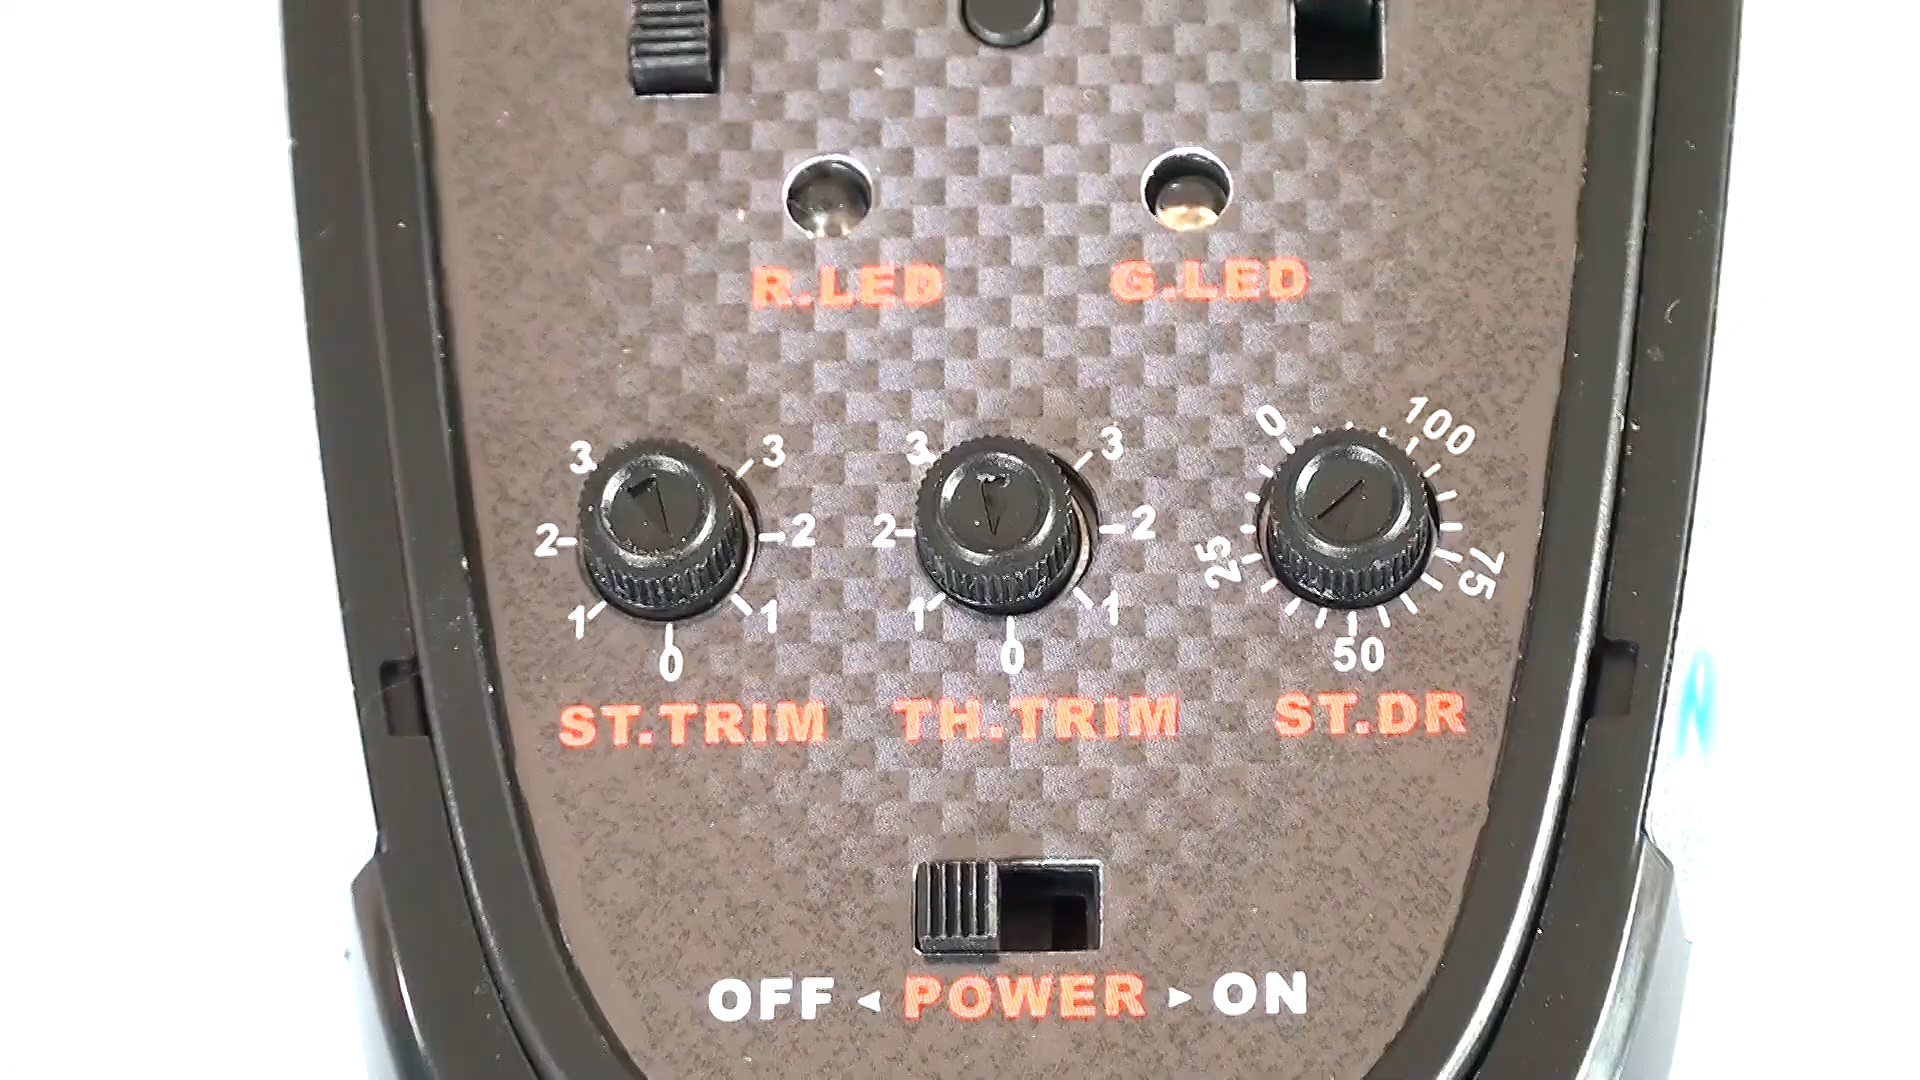 R.LED G.LED
3 3 3 3 0 100
2 2 2 2 25 75
1 1 1 1
0 0 50
ST.TRIM TH.TRIM ST.DR
OFF ◄ POWER ► ON